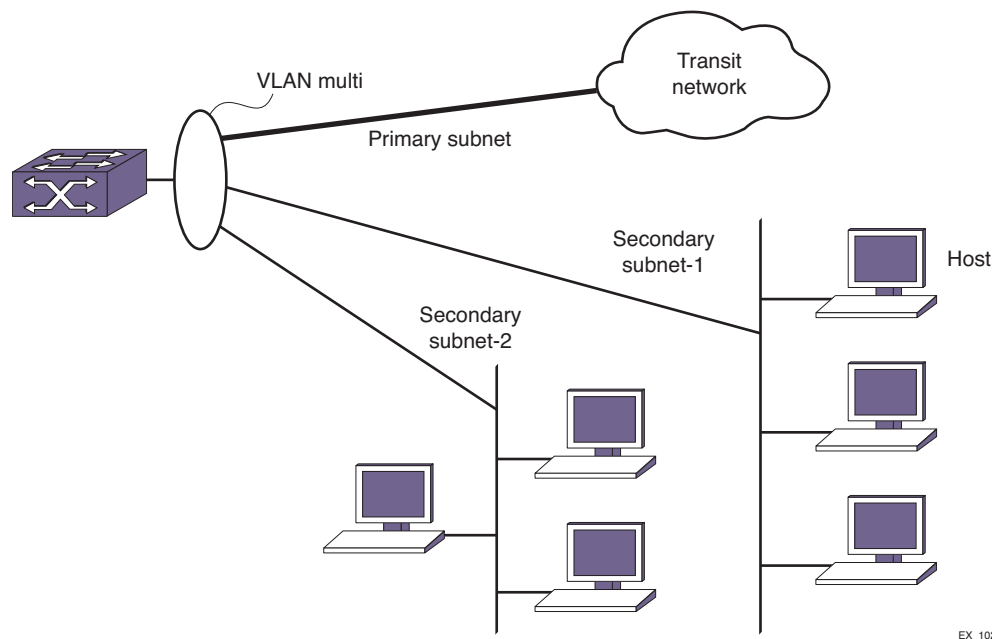 Transit
network
VLAN multi
Primary subnet
Secondary
subnet-1
Host
Secondary
subnet-2